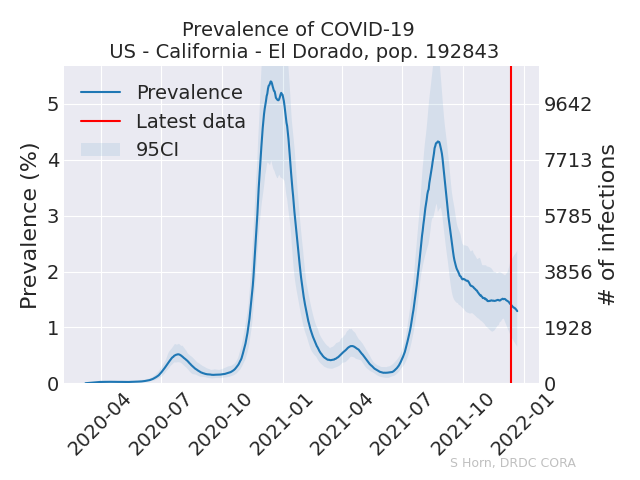 Prevalence of COVID-19
US - California - El Dorado, pop. 192843
Prevalence
Latest data
95CI
Prevalence (%)
5
4
3
2
1
0
9642
7713
5785
3856
1928
0
# of infections
2020-04
2020-07
2020-10
2021-01
2021-04
2021-07
2021-10
2022-01
S Horn, DRDC CORA